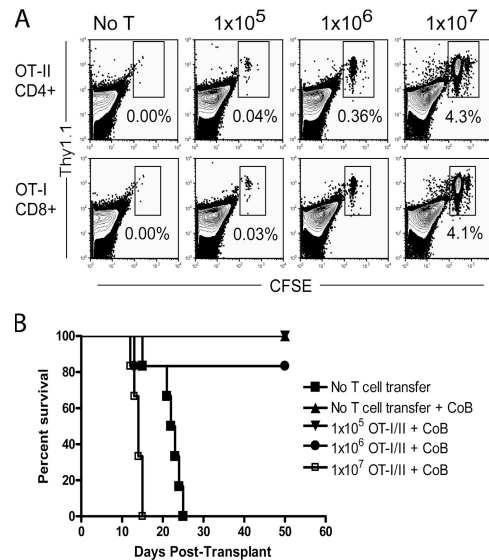 A
No T
1x10⁵
1x10⁶
1x10⁷
OT-II
CD4+
0.00%
0.04%
0.36%
4.3%
Thy1.1
OT-I
CD8+
0.00%
0.03%
4.1%
CFSE
B
Percent survival
100
80
60
40
20
0
0 10 20 30 40 50 60
Days Post-Transplant
No T cell transfer
No T cell transfer + CoB
1x10⁵ OT-I/II + CoB
1x10⁶ OT-I/II + CoB
1x10⁷ OT-I/II + CoB